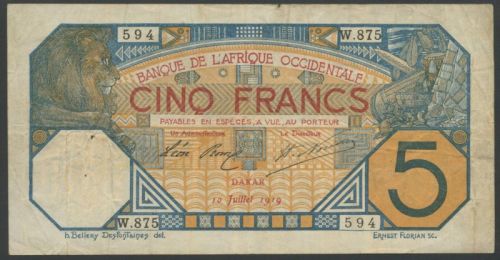 594 W.875
BANQUE DE L'AFRIQUE OCCIDENTALE
CINQ FRANCS
PAYABLES EN ESPÈCES, A VUE, AU PORTEUR
Un Administrateur Le Directeur
DAKAR
10 Juillet 1919
5
W.875 594
h. Bellery Desfontaines del. ERNEST FLORIAN SC.